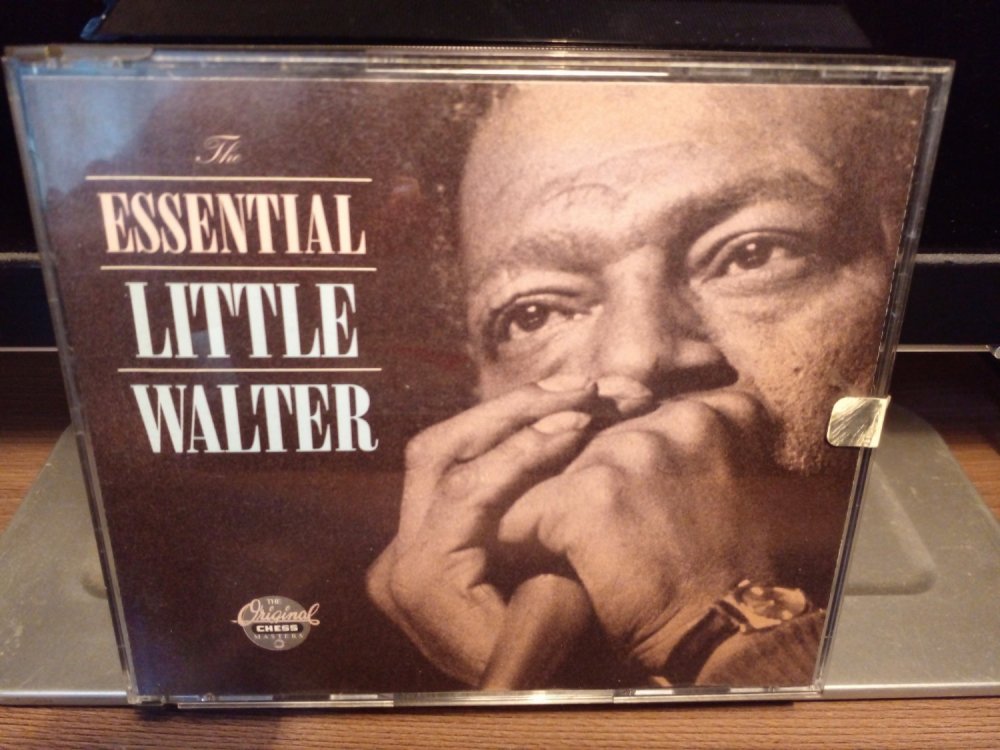 The
ESSENTIAL
LITTLE
WALTER
THE
Original
CHESS
MASTERS